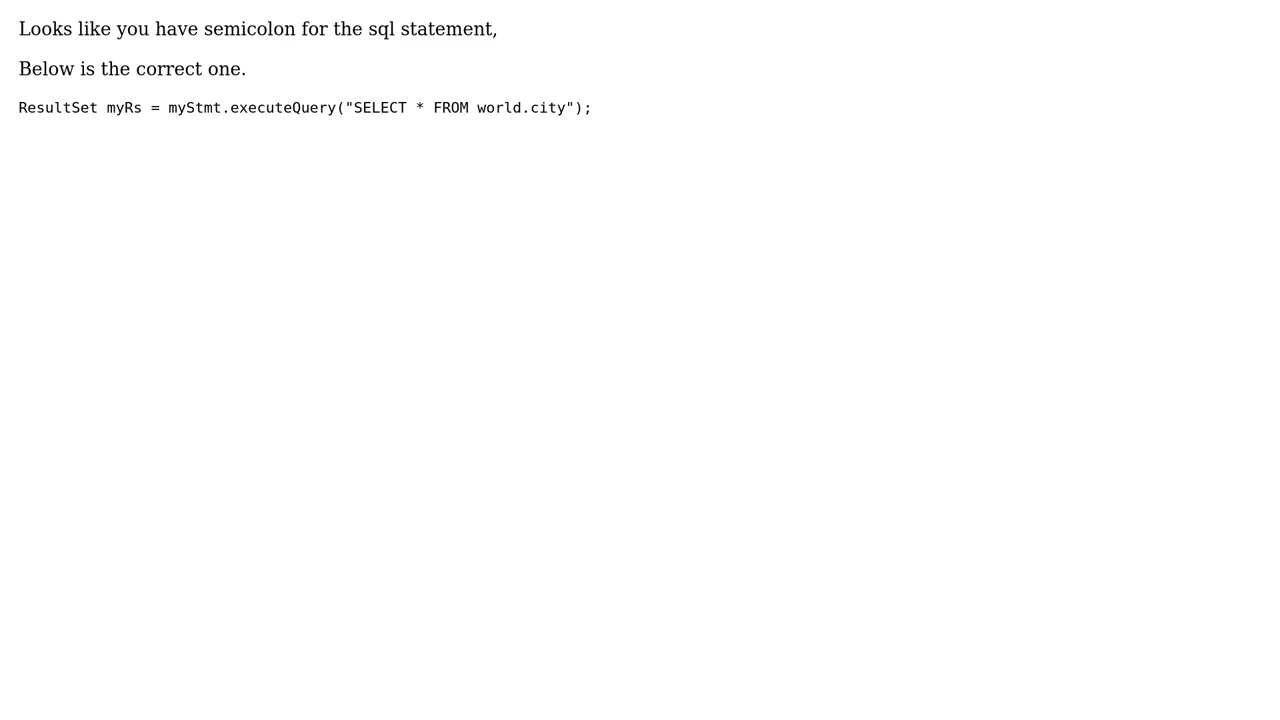 Looks like you have semicolon for the sql statement,
Below is the correct one.
ResultSet myRs = myStmt.executeQuery("SELECT * FROM world.city");